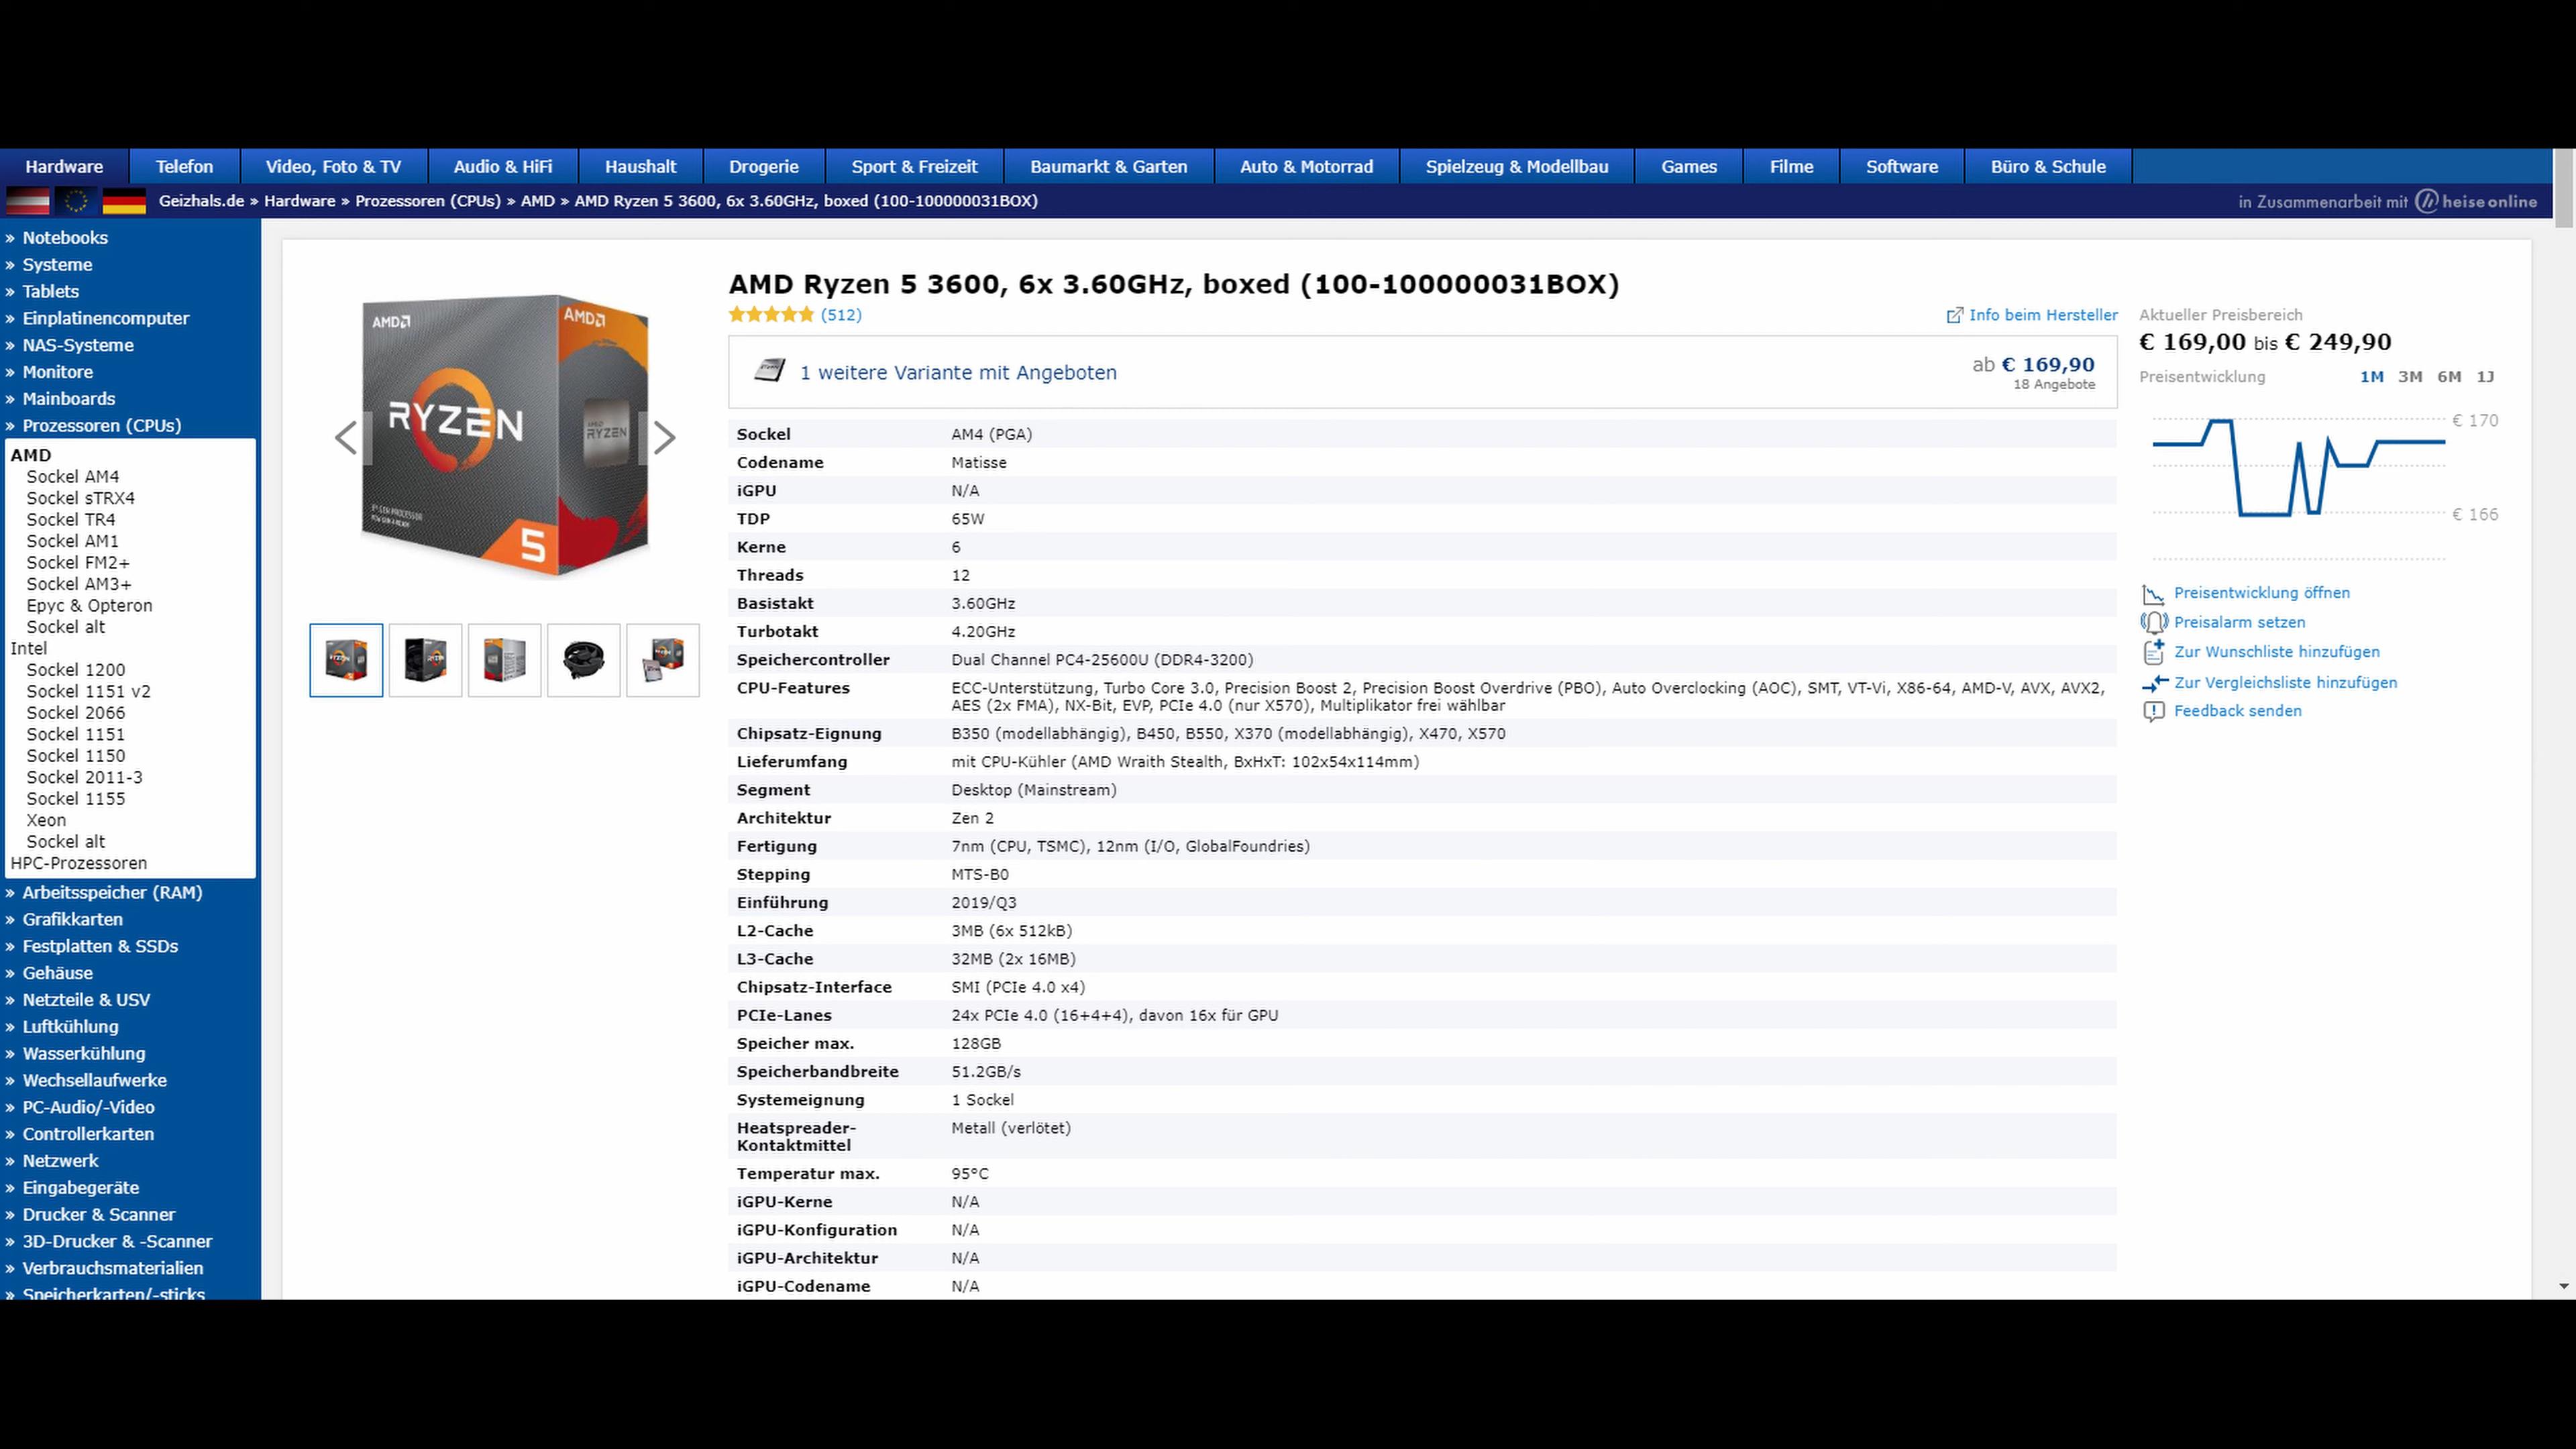 Hardware Telefon Video, Foto & TV Audio & HiFi Haushalt Drogerie Sport & Freizeit Baumarkt & Garten Auto & Motorrad Spielzeug & Modellbau Games Filme Software Büro & Schule
Geizhals.de » Hardware » Prozessoren (CPUs) » AMD » AMD Ryzen 5 3600, 6x 3.60GHz, boxed (100-100000031BOX)
in Zusammenarbeit mit heise online
» Notebooks
» Systeme
» Tablets
» Einplatinencomputer
» NAS-Systeme
» Monitore
» Mainboards
» Prozessoren (CPUs)
AMD
Sockel AM4
Sockel sTRX4
Sockel TR4
Sockel AM1
Sockel FM2+
Sockel AM3+
Epyc & Opteron
Sockel alt
Intel
Sockel 1200
Sockel 1151 v2
Sockel 2066
Sockel 1151
Sockel 1150
Sockel 2011-3
Sockel 1155
Xeon
Sockel alt
HPC-Prozessoren
» Arbeitsspeicher (RAM)
» Grafikkarten
» Festplatten & SSDs
» Gehäuse
» Netzteile & USV
» Luftkühlung
» Wasserkühlung
» Wechsellaufwerke
» PC-Audio/-Video
» Controllerkarten
» Netzwerk
» Eingabegeräte
» Drucker & Scanner
» 3D-Drucker & -Scanner
» Verbrauchsmaterialien
» Speicherkarten/-sticks
AMD
AMD
RYZEN
AMD
RYZEN
5
AMD Ryzen 5 3600, 6x 3.60GHz, boxed (100-100000031BOX)
(512)
Info beim Hersteller
1 weitere Variante mit Angeboten
ab € 169,90
18 Angebote
Sockel AM4 (PGA)
Codename Matisse
iGPU N/A
TDP 65W
Kerne 6
Threads 12
Basistakt 3.60GHz
Turbotakt 4.20GHz
Speichercontroller Dual Channel PC4-25600U (DDR4-3200)
CPU-Features ECC-Unterstützung, Turbo Core 3.0, Precision Boost 2, Precision Boost Overdrive (PBO), Auto Overclocking (AOC), SMT, VT-Vi, X86-64, AMD-V, AVX, AVX2,
AES (2x FMA), NX-Bit, EVP, PCIe 4.0 (nur X570), Multiplikator frei wählbar
Chipsatz-Eignung B350 (modellabhängig), B450, B550, X370 (modellabhängig), X470, X570
Lieferumfang mit CPU-Kühler (AMD Wraith Stealth, BxHxT: 102x54x114mm)
Segment Desktop (Mainstream)
Architektur Zen 2
Fertigung 7nm (CPU, TSMC), 12nm (I/O, GlobalFoundries)
Stepping MTS-B0
Einführung 2019/Q3
L2-Cache 3MB (6x 512kB)
L3-Cache 32MB (2x 16MB)
Chipsatz-Interface SMI (PCIe 4.0 x4)
PCIe-Lanes 24x PCIe 4.0 (16+4+4), davon 16x für GPU
Speicher max. 128GB
Speicherbandbreite 51.2GB/s
Systemeignung 1 Sockel
Heatspreader- Metall (verlötet)
Kontaktmittel
Temperatur max. 95°C
iGPU-Kerne N/A
iGPU-Konfiguration N/A
iGPU-Architektur N/A
iGPU-Codename N/A
Aktueller Preisbereich
€ 169,00 bis € 249,90
Preisentwicklung 1M 3M 6M 1J
€ 170
€ 166
Preisentwicklung öffnen
Preisalarm setzen
Zur Wunschliste hinzufügen
Zur Vergleichsliste hinzufügen
Feedback senden